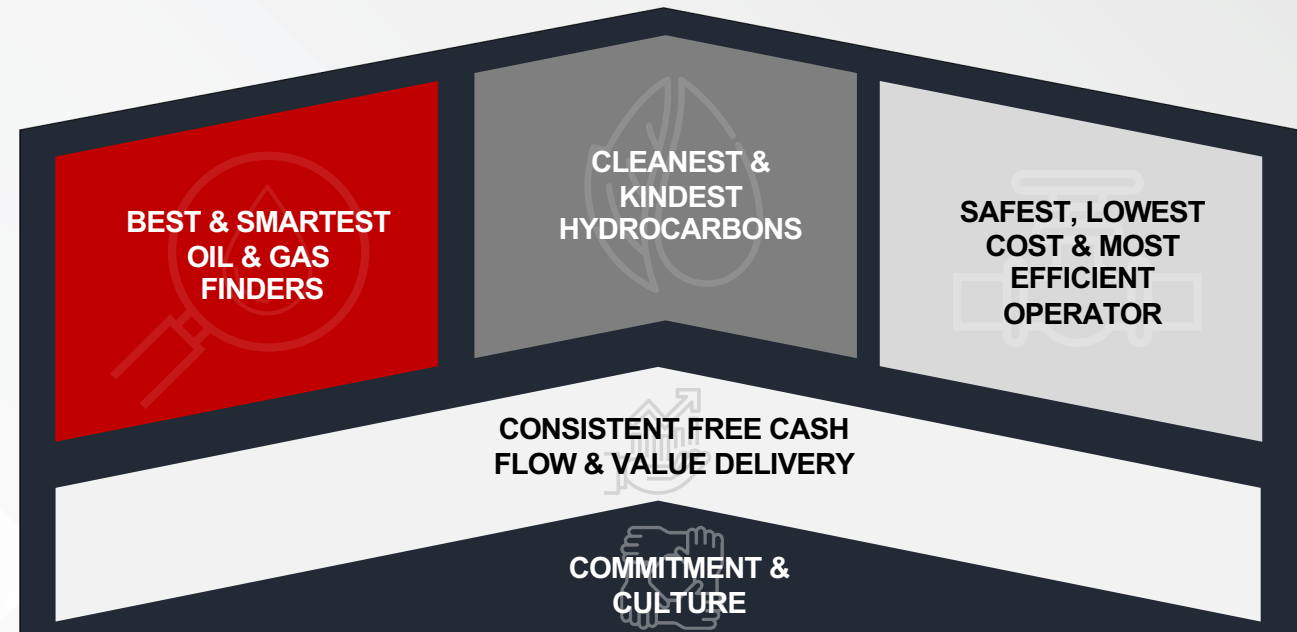 BEST & SMARTEST
OIL & GAS
FINDERS
CLEANEST &
KINDEST
HYDROCARBONS
SAFEST, LOWEST
COST & MOST
EFFICIENT
OPERATOR
CONSISTENT FREE CASH
FLOW & VALUE DELIVERY
COMMITMENT &
CULTURE